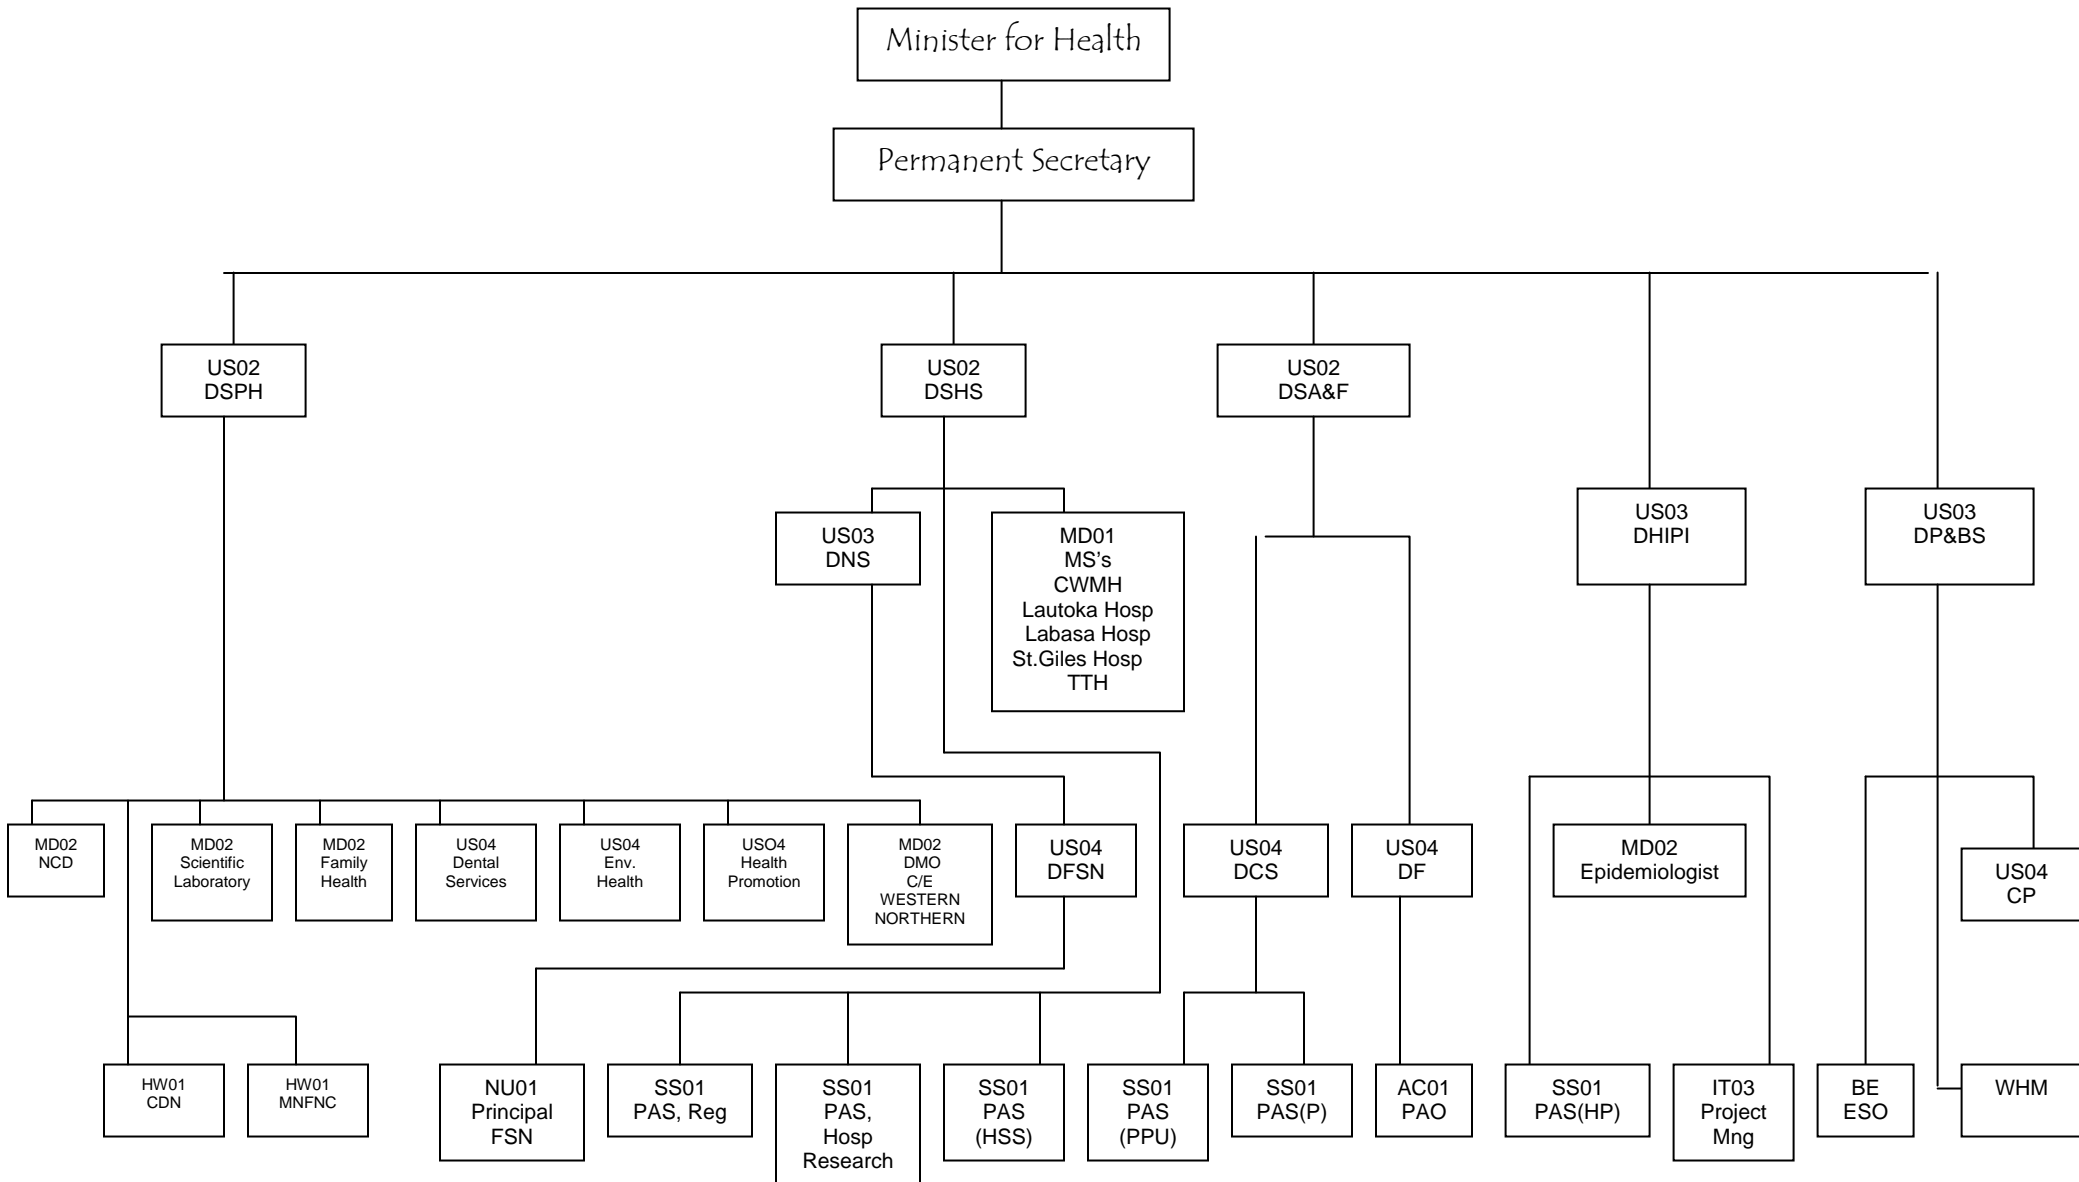 Minister for Health
Permanent Secretary
US02
DSPH
US02
DSHS
US02
DSA&F
US03
DHIPI
US03
DP&BS
US03
DNS
MD01
MS's
CWMH
Lautoka Hosp
Labasa Hosp
St.Giles Hosp
TTH
MD02
NCD
MD02
Scientific
Laboratory
MD02
Family
Health
US04
Dental
Services
US04
Env.
Health
USO4
Health
Promotion
MD02
DMO
C/E
WESTERN
NORTHERN
US04
DFSN
US04
DCS
US04
DF
MD02
Epidemiologist
US04
CP
HW01
CDN
HW01
MNFNC
NU01
Principal
FSN
SS01
PAS, Reg
SS01
PAS,
Hosp
Research
SS01
PAS
(HSS)
SS01
PAS
(PPU)
SS01
PAS(P)
AC01
PAO
SS01
PAS(HP)
IT03
Project
Mng
BE
ESO
WHM